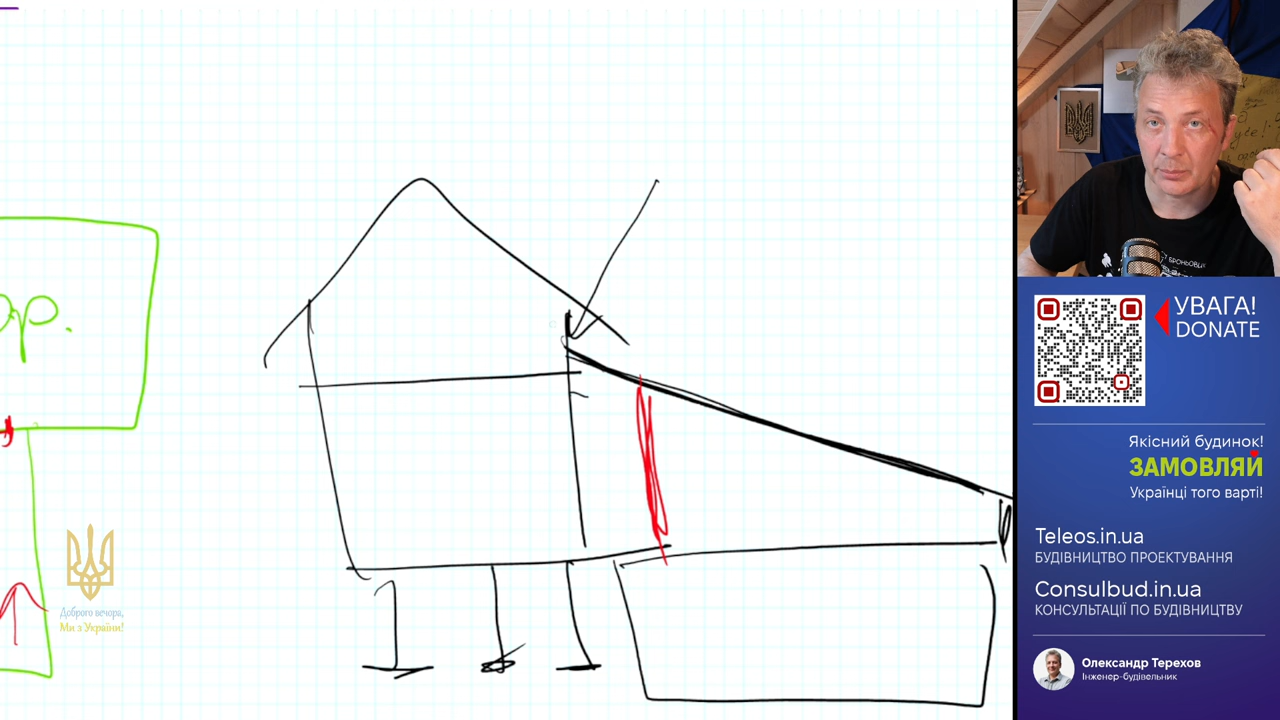 ор.
Доброго вечора,
Ми з України!
УВАГА!
DONATE
Якісний будинок!
ЗАМОВЛЯЙ
Українці того варті!
Teleos.in.ua
БУДІВНИЦТВО ПРОЕКТУВАННЯ
Consulbud.in.ua
КОНСУЛЬТАЦІЇ ПО БУДІВНИЦТВУ
Олександр Терехов
Інженер-будівельник